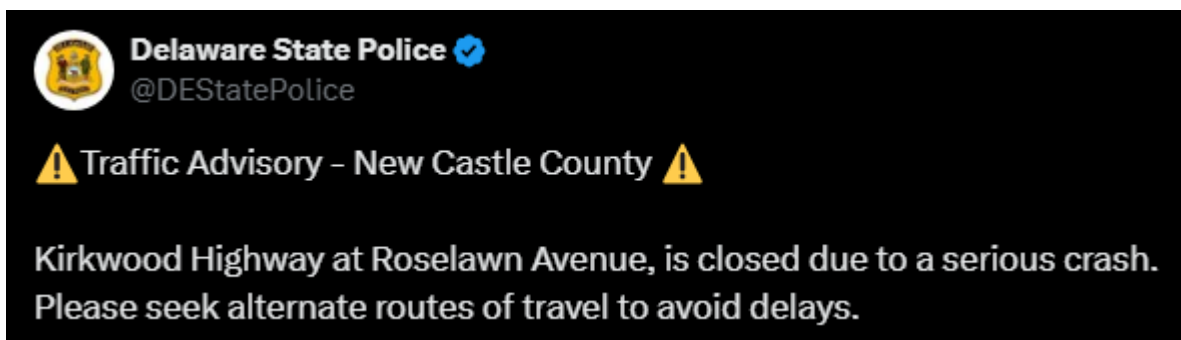 Delaware State Police
@DEStatePolice
⚠️Traffic Advisory - New Castle County ⚠️
Kirkwood Highway at Roselawn Avenue, is closed due to a serious crash.
Please seek alternate routes of travel to avoid delays.